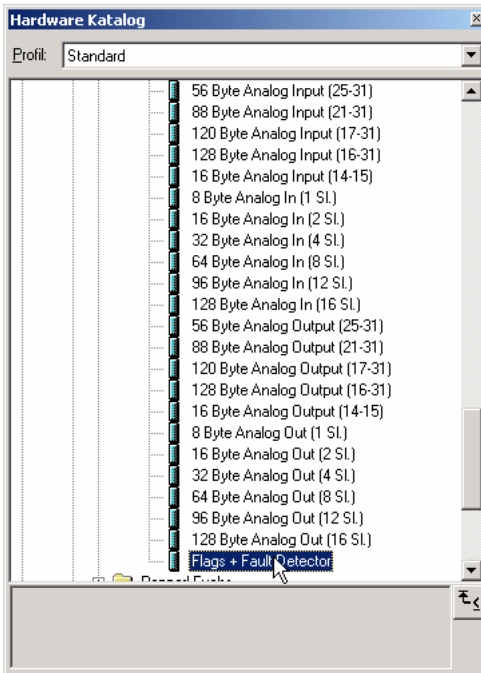 Hardware Katalog
Profil: Standard
56 Byte Analog Input (25-31)
88 Byte Analog Input (21-31)
120 Byte Analog Input (17-31)
128 Byte Analog Input (16-31)
16 Byte Analog Input (14-15)
8 Byte Analog In (1 Sl.)
16 Byte Analog In (2 Sl.)
32 Byte Analog In (4 Sl.)
64 Byte Analog In (8 Sl.)
96 Byte Analog In (12 Sl.)
128 Byte Analog In (16 Sl.)
56 Byte Analog Output (25-31)
88 Byte Analog Output (21-31)
120 Byte Analog Output (17-31)
128 Byte Analog Output (16-31)
16 Byte Analog Output (14-15)
8 Byte Analog Out (1 Sl.)
16 Byte Analog Out (2 Sl.)
32 Byte Analog Out (4 Sl.)
64 Byte Analog Out (8 Sl.)
96 Byte Analog Out (12 Sl.)
128 Byte Analog Out (16 Sl.)
Flags + Fault Detector